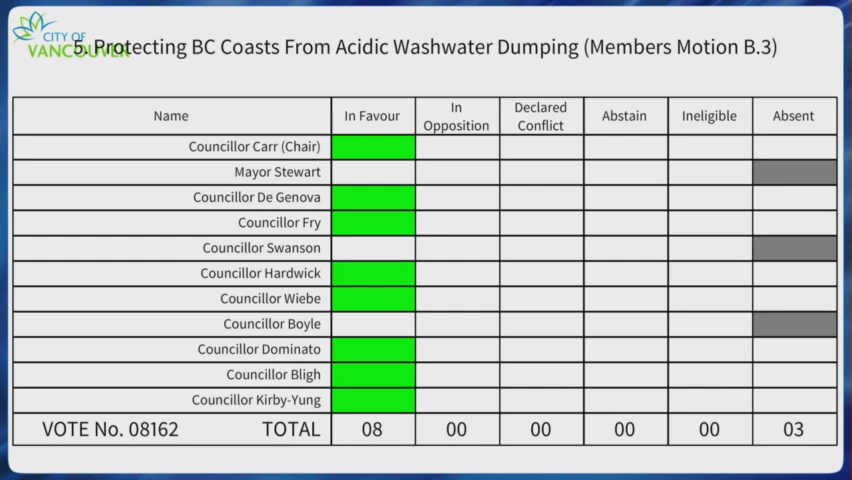 CITY OF
VANCOUVER
5. Protecting BC Coasts From Acidic Washwater Dumping (Members Motion B.3)
Name In Favour In Opposition Declared Conflict Abstain Ineligible Absent
Councillor Carr (Chair)
Mayor Stewart
Councillor De Genova
Councillor Fry
Councillor Swanson
Councillor Hardwick
Councillor Wiebe
Councillor Boyle
Councillor Dominato
Councillor Bligh
Councillor Kirby-Yung
VOTE No. 08162 TOTAL 08 00 00 00 00 03